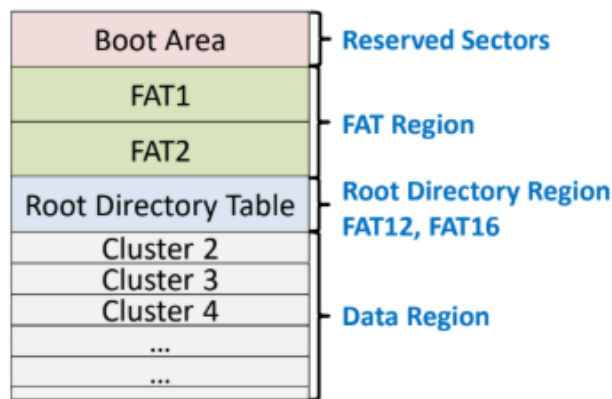 Boot Area
Reserved Sectors
FAT1
FAT Region
FAT2
Root Directory Table
Root Directory Region
FAT12, FAT16
Cluster 2
Cluster 3
Cluster 4
Data Region
...
...